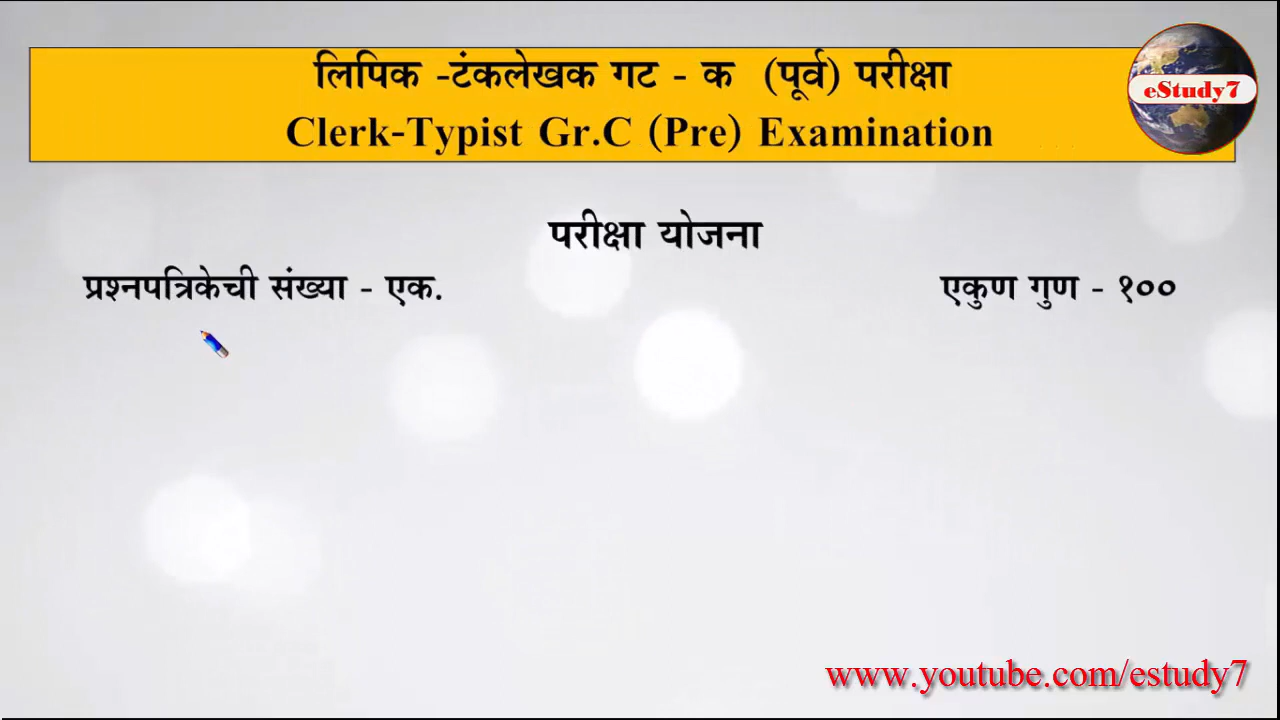 लिपिक -टंकलेखक गट - क (पूर्व) परीक्षा
Clerk-Typist Gr.C (Pre) Examination
eStudy7
परीक्षा योजना
प्रश्नपत्रिकेची संख्या - एक.
एकुण गुण - १००
www.youtube.com/estudy7